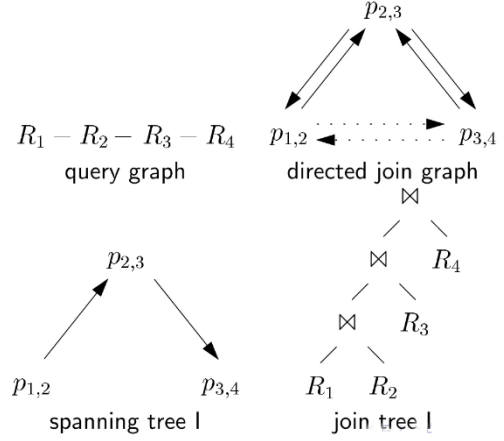 p2,3
R1 – R2 – R3 – R4
p1,2 p3,4
query graph
directed join graph
⋈
p2,3
⋈ R4
⋈ R3
p1,2 p3,4
R1 R2
spanning tree I
join tree I